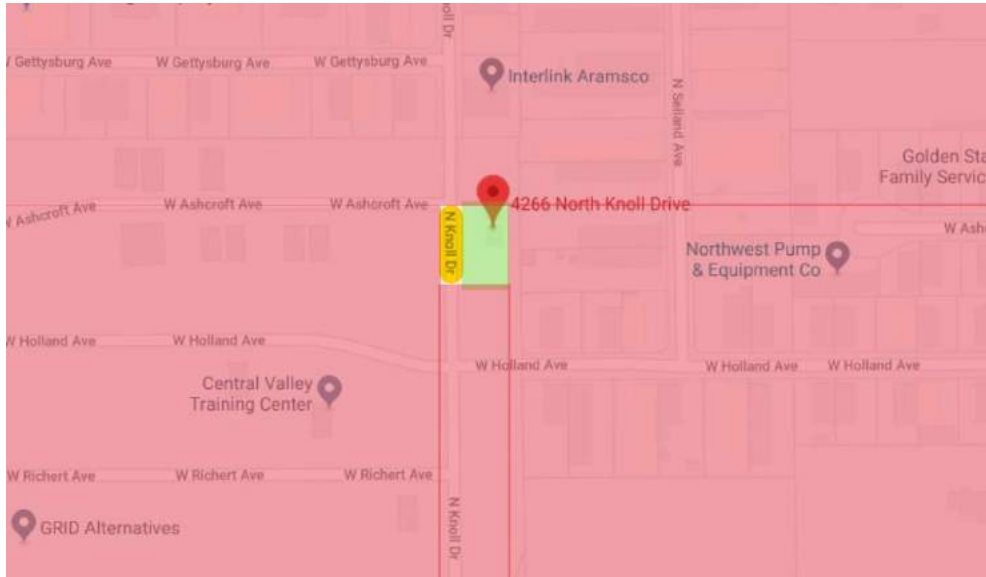 noll Dr
W Gettysburg Ave
W Gettysburg Ave
W Gettysburg Ave
Interlink Aramsco
N Selland Ave
Golden Sta
Family Servic
W Ashcroft Ave
W Ashcroft Ave
W Ashcroft Ave
4266 North Knoll Drive
W Ash
N Knoll Dr
Northwest Pump
& Equipment Co
W Holland Ave
W Holland Ave
W Holland Ave
W Holland Ave
W Holland Ave
Central Valley
Training Center
W Richert Ave
W Richert Ave
W Richert Ave
N Knoll Dr
GRID Alternatives